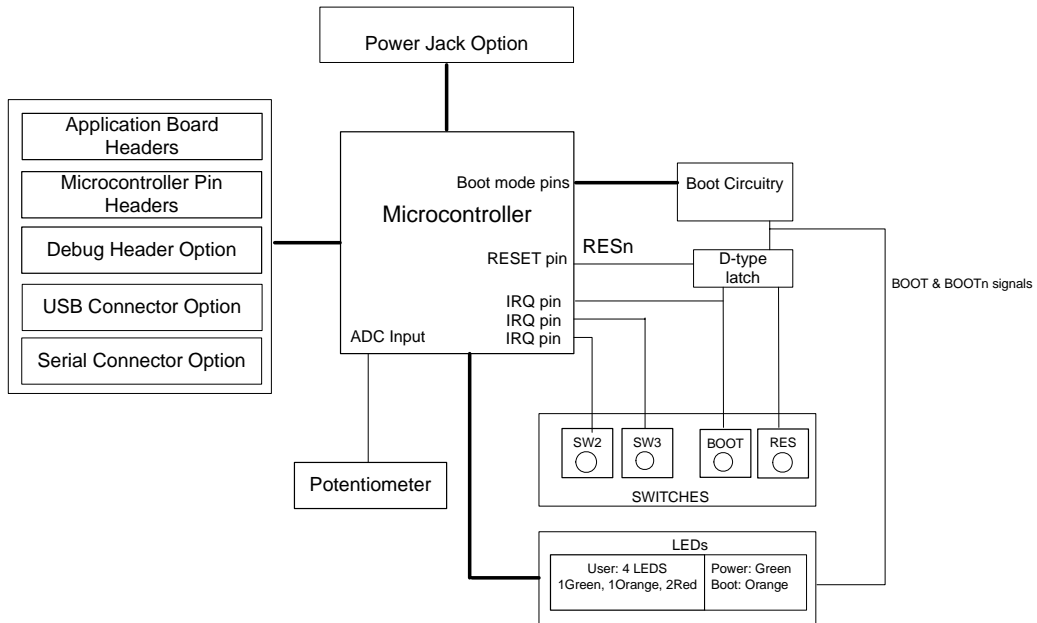 Power Jack Option
Application Board
Headers
Microcontroller Pin
Headers
Debug Header Option
USB Connector Option
Serial Connector Option
Boot mode pins
Microcontroller
RESET pin
IRQ pin
IRQ pin
IRQ pin
ADC Input
RESn
Boot Circuitry
D-type
latch
BOOT & BOOTn signals
Potentiometer
SW2
SW3
BOOT
RES
SWITCHES
LEDs
User: 4 LEDS
1Green, 1Orange, 2Red
Power: Green
Boot: Orange